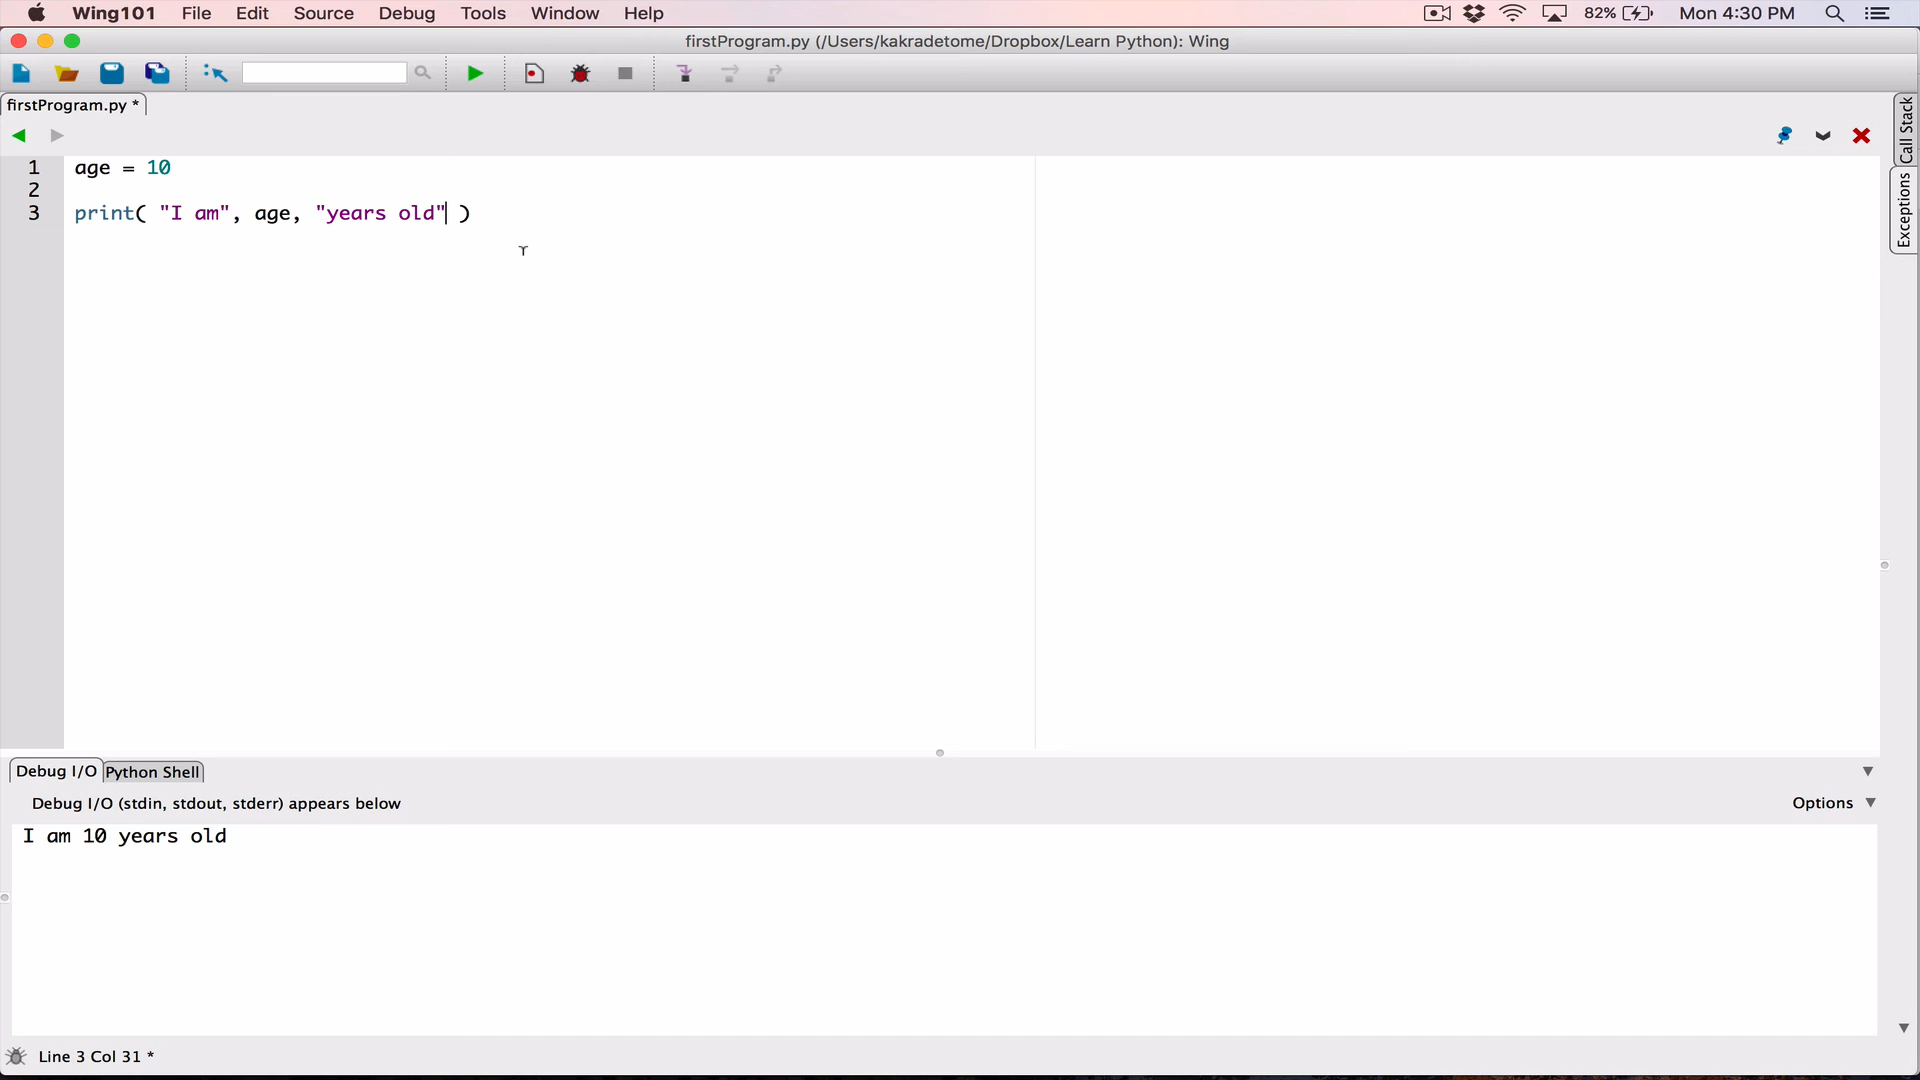 Wing101 File Edit Source Debug Tools Window Help 82% Mon 4:30 PM
firstProgram.py (/Users/kakradetome/Dropbox/Learn Python): Wing
firstProgram.py *
Call Stack
Exceptions
1 age = 10
2
3 print( "I am", age, "years old" )
Debug I/O Python Shell
Debug I/O (stdin, stdout, stderr) appears below Options
I am 10 years old
Line 3 Col 31 *